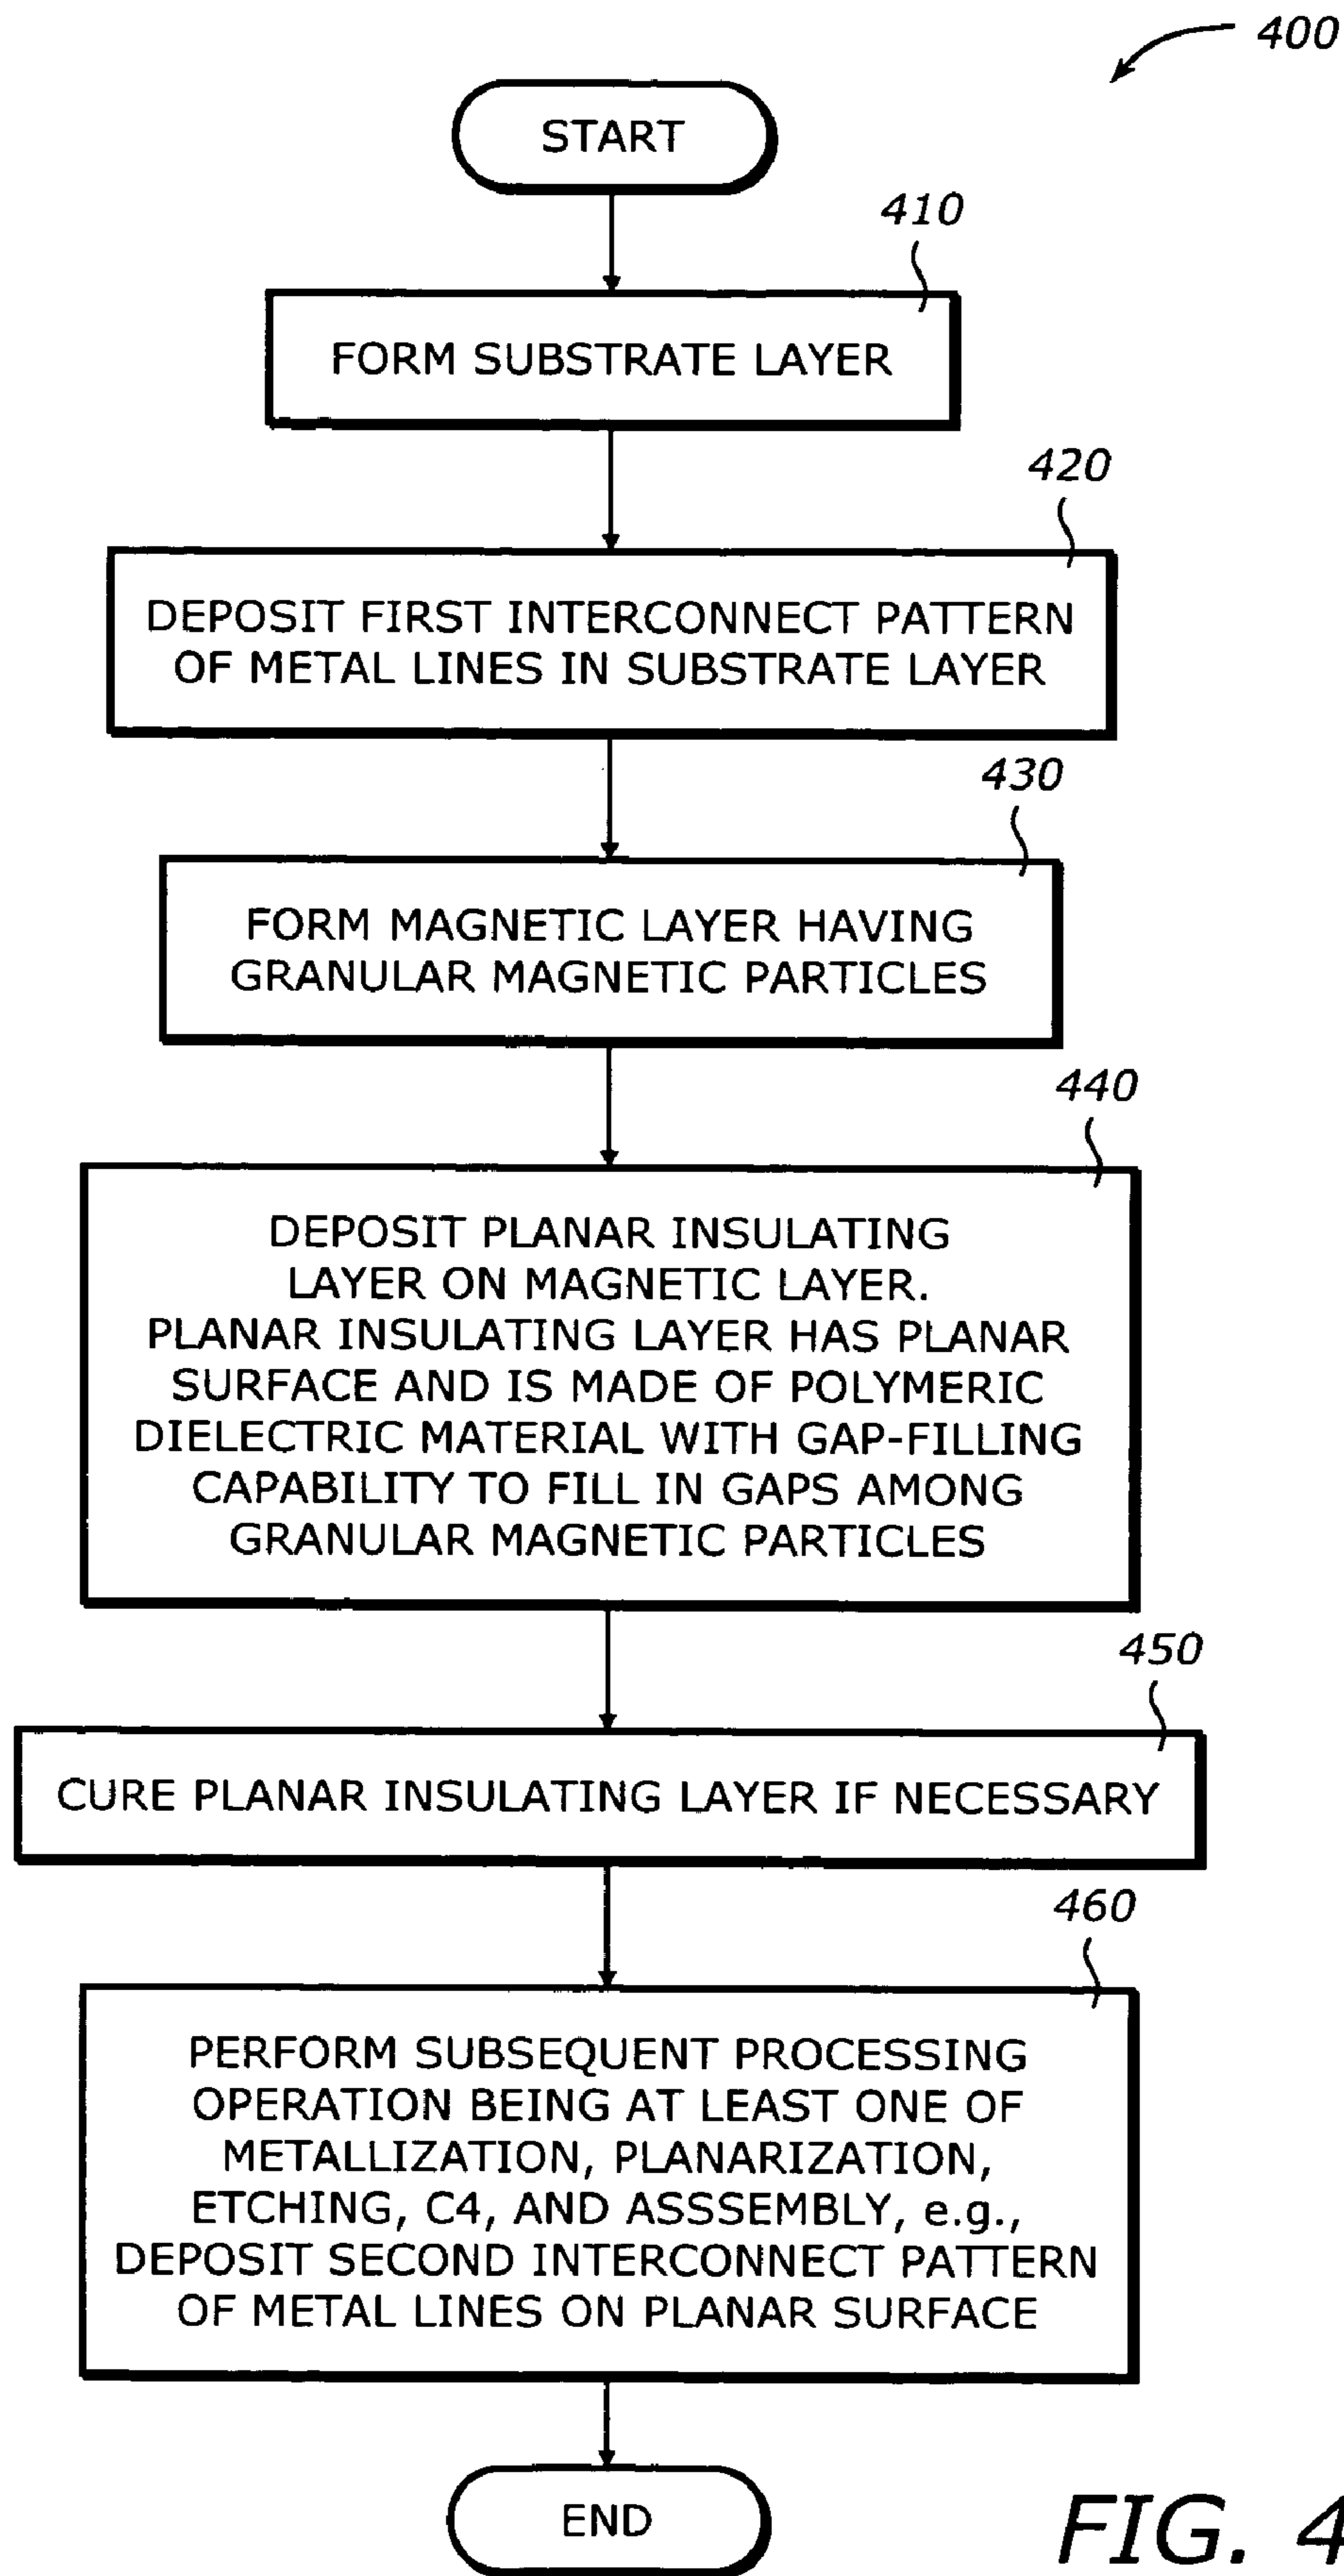 400
START
410
FORM SUBSTRATE LAYER
420
DEPOSIT FIRST INTERCONNECT PATTERN
OF METAL LINES IN SUBSTRATE LAYER
430
FORM MAGNETIC LAYER HAVING
GRANULAR MAGNETIC PARTICLES
440
DEPOSIT PLANAR INSULATING
LAYER ON MAGNETIC LAYER.
PLANAR INSULATING LAYER HAS PLANAR
SURFACE AND IS MADE OF POLYMERIC
DIELECTRIC MATERIAL WITH GAP-FILLING
CAPABILITY TO FILL IN GAPS AMONG
GRANULAR MAGNETIC PARTICLES
450
CURE PLANAR INSULATING LAYER IF NECESSARY
460
PERFORM SUBSEQUENT PROCESSING
OPERATION BEING AT LEAST ONE OF
METALLIZATION, PLANARIZATION,
ETCHING, C4, AND ASSSEMBLY, e.g.,
DEPOSIT SECOND INTERCONNECT PATTERN
OF METAL LINES ON PLANAR SURFACE
END
FIG. 4